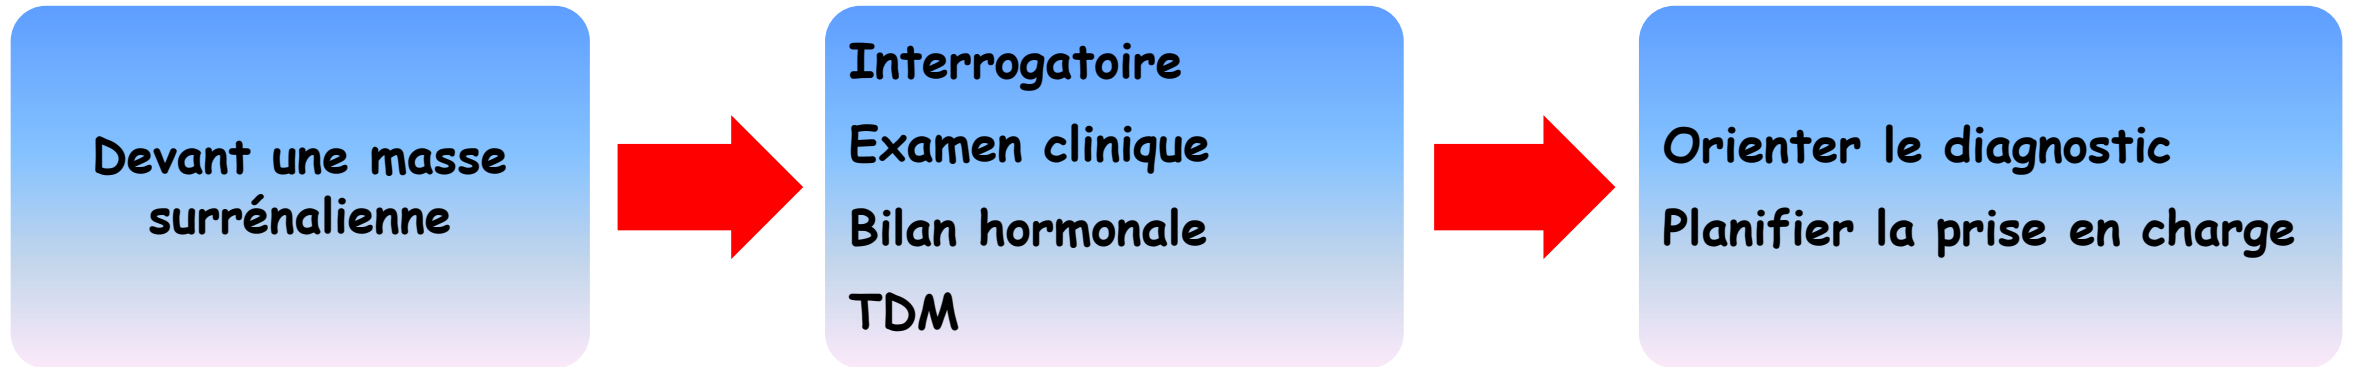 Devant une masse
surrénalienne
Interrogatoire
Examen clinique
Bilan hormonale
TDM
Orienter le diagnostic
Planifier la prise en charge